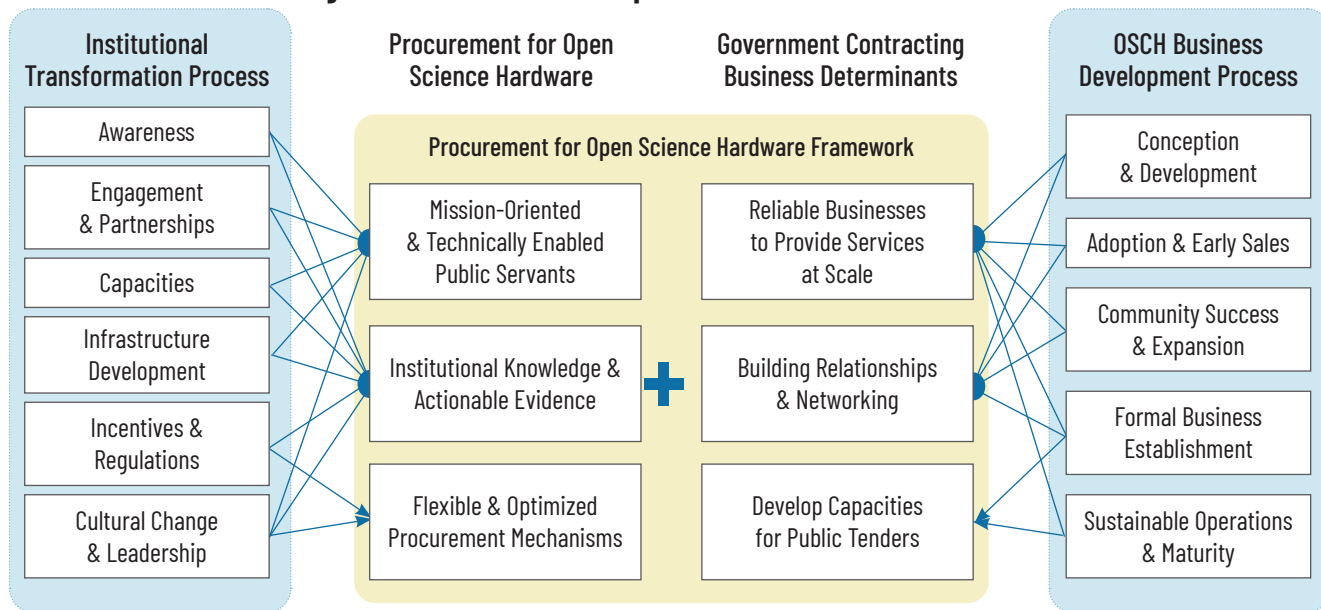 Institutional
Transformation Process
Awareness
Engagement
& Partnerships
Capacities
Infrastructure
Development
Incentives &
Regulations
Cultural Change
& Leadership
Procurement for Open
Science Hardware
Government Contracting
Business Determinants
Procurement for Open Science Hardware Framework
Mission-Oriented
& Technically Enabled
Public Servants
Institutional Knowledge &
Actionable Evidence
Flexible & Optimized
Procurement Mechanisms
Reliable Businesses
to Provide Services
at Scale
Building Relationships
& Networking
Develop Capacities
for Public Tenders
OSCH Business
Development Process
Conception
& Development
Adoption & Early Sales
Community Success
& Expansion
Formal Business
Establishment
Sustainable Operations
& Maturity